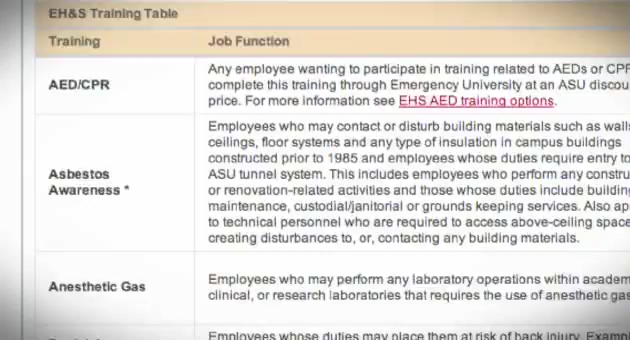 EH&S Training Table
Training Job Function
AED/CPR
Any employee wanting to participate in training related to AEDs or CPR
complete this training through Emergency University at an ASU
price. For more information see EHS AED training options.
Asbestos
Awareness *
Employees who may contact or disturb building materials such as
ceilings, floor systems and any type of insulation in campus buildings
constructed prior to 1985 and employees whose duties require entry to
ASU tunnel system. This includes employees who perform any
or renovation-related activities and those whose duties include
maintenance, custodial/janitorial or grounds keeping services. Also
to technical personnel who are required to access above-ceiling
creating disturbances to, or, contacting any building materials.
Anesthetic Gas
Employees who may perform any laboratory operations within
clinical, or research laboratories that requires the use of anesthetic
Employees whose duties may place them at risk of back injury.